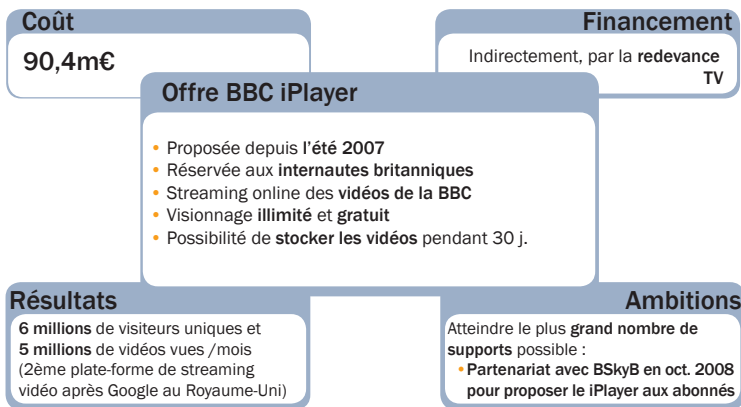 Coût
90,4m€
Financement
Indirectement, par la redevance
TV
Offre BBC iPlayer
• Proposée depuis l'été 2007
• Réservée aux internautes britanniques
• Streaming online des vidéos de la BBC
• Visionnage illimité et gratuit
• Possibilité de stocker les vidéos pendant 30 j.
Résultats
6 millions de visiteurs uniques et
5 millions de vidéos vues /mois
(2ème plate-forme de streaming
vidéo après Google au Royaume-Uni)
Ambitions
Atteindre le plus grand nombre de
supports possible :
• Partenariat avec BSkyB en oct. 2008
pour proposer le iPlayer aux abonnés